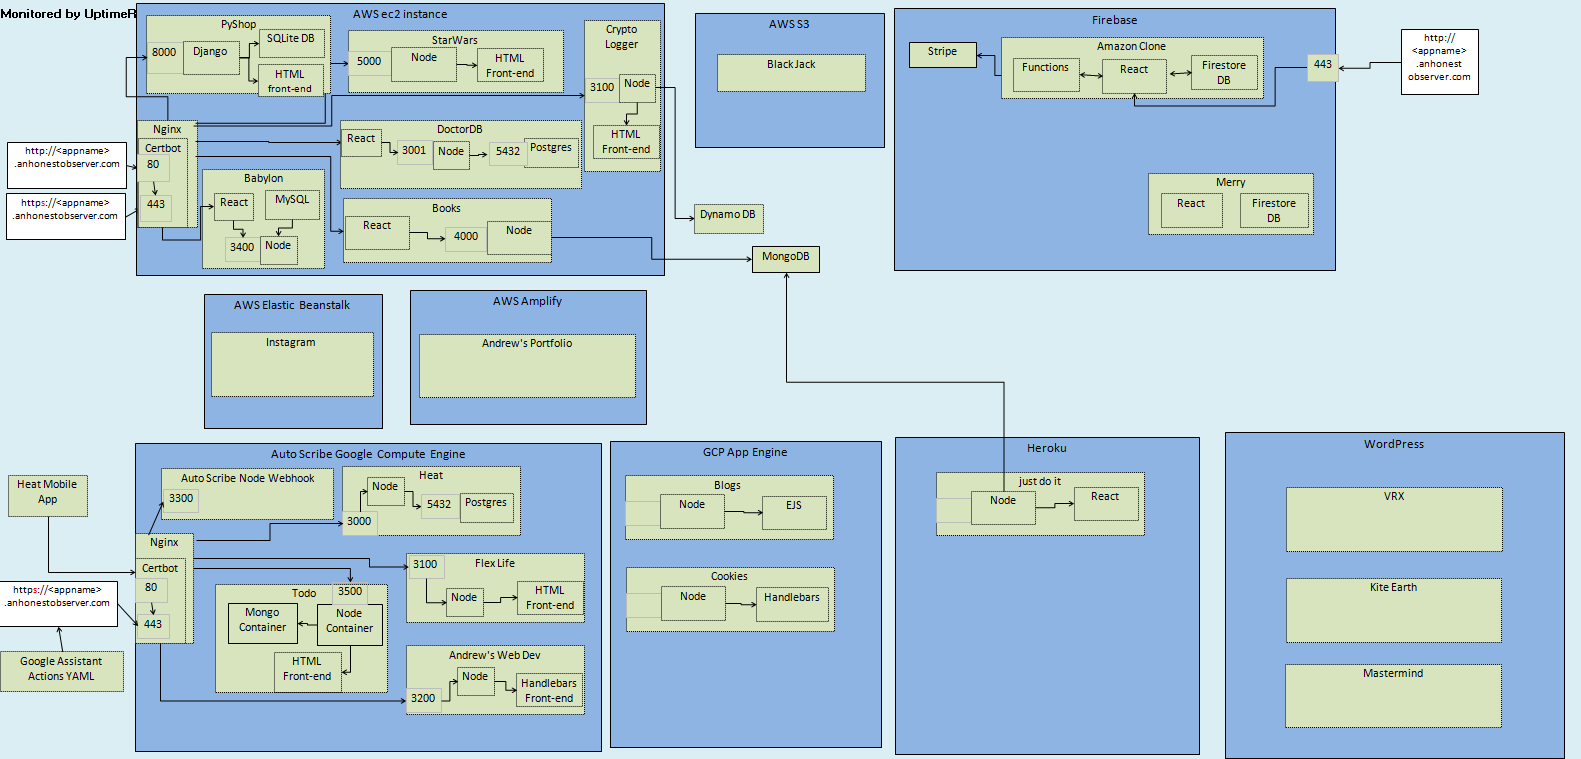 Monitored by UptimeR
AWS ec2 instance
PyShop
8000
Django
SQLite DB
HTML
front-end
StarWars
5000
Node
HTML
Front-end
Crypto
Logger
3100
Node
HTML
Front-end
Nginx
Certbot
80
443
http://<appname>
.anhonestobserver.com
https://<appname>
.anhonestobserver.com
DoctorDB
React
3001
Node
5432
Postgres
Babylon
React
MySQL
3400
Node
Books
React
4000
Node
AWS S3
BlackJack
Dynamo DB
MongoDB
Firebase
Stripe
Amazon Clone
Functions
React
Firestore
DB
443
http://
<appname>
.anhonest
observer.com
Merry
React
Firestore
DB
AWS Elastic Beanstalk
Instagram
AWS Amplify
Andrew's Portfolio
Auto Scribe Google Compute Engine
Auto Scribe Node Webhook
3300
Heat
Node
3000
5432
Postgres
Heat Mobile
App
Nginx
Certbot
80
443
https://<appname>
.anhonestobserver.com
Google Assistant
Actions YAML
Todo
3500
Mongo
Container
Node
Container
HTML
Front-end
3100
Flex Life
Node
HTML
Front-end
Andrew's Web Dev
3200
Node
Handlebars
Front-end
GCP App Engine
Blogs
Node
EJS
Cookies
Node
Handlebars
Heroku
just do it
Node
React
WordPress
VRX
Kite Earth
Mastermind